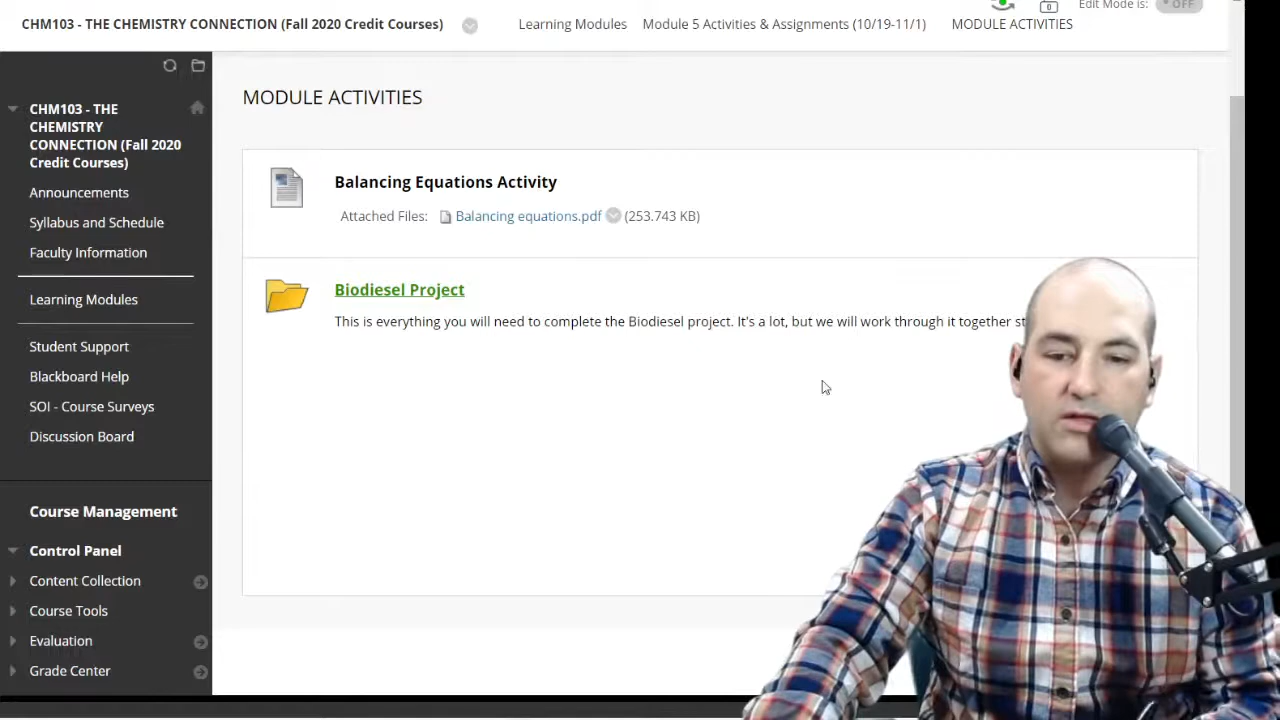 Edit Mode is:
OFF
0
CHM103 - THE CHEMISTRY CONNECTION (Fall 2020 Credit Courses)
Learning Modules
Module 5 Activities & Assignments (10/19-11/1)
MODULE ACTIVITIES
CHM103 - THE
CHEMISTRY
CONNECTION (Fall 2020
Credit Courses)
Announcements
Syllabus and Schedule
Faculty Information
Learning Modules
Student Support
Blackboard Help
SOI - Course Surveys
Discussion Board
Course Management
Control Panel
Content Collection
Course Tools
Evaluation
Grade Center
MODULE ACTIVITIES
Balancing Equations Activity
Attached Files: Balancing equations.pdf (253.743 KB)
Biodiesel Project
This is everything you will need to complete the Biodiesel project. It's a lot, but we will work through it together st